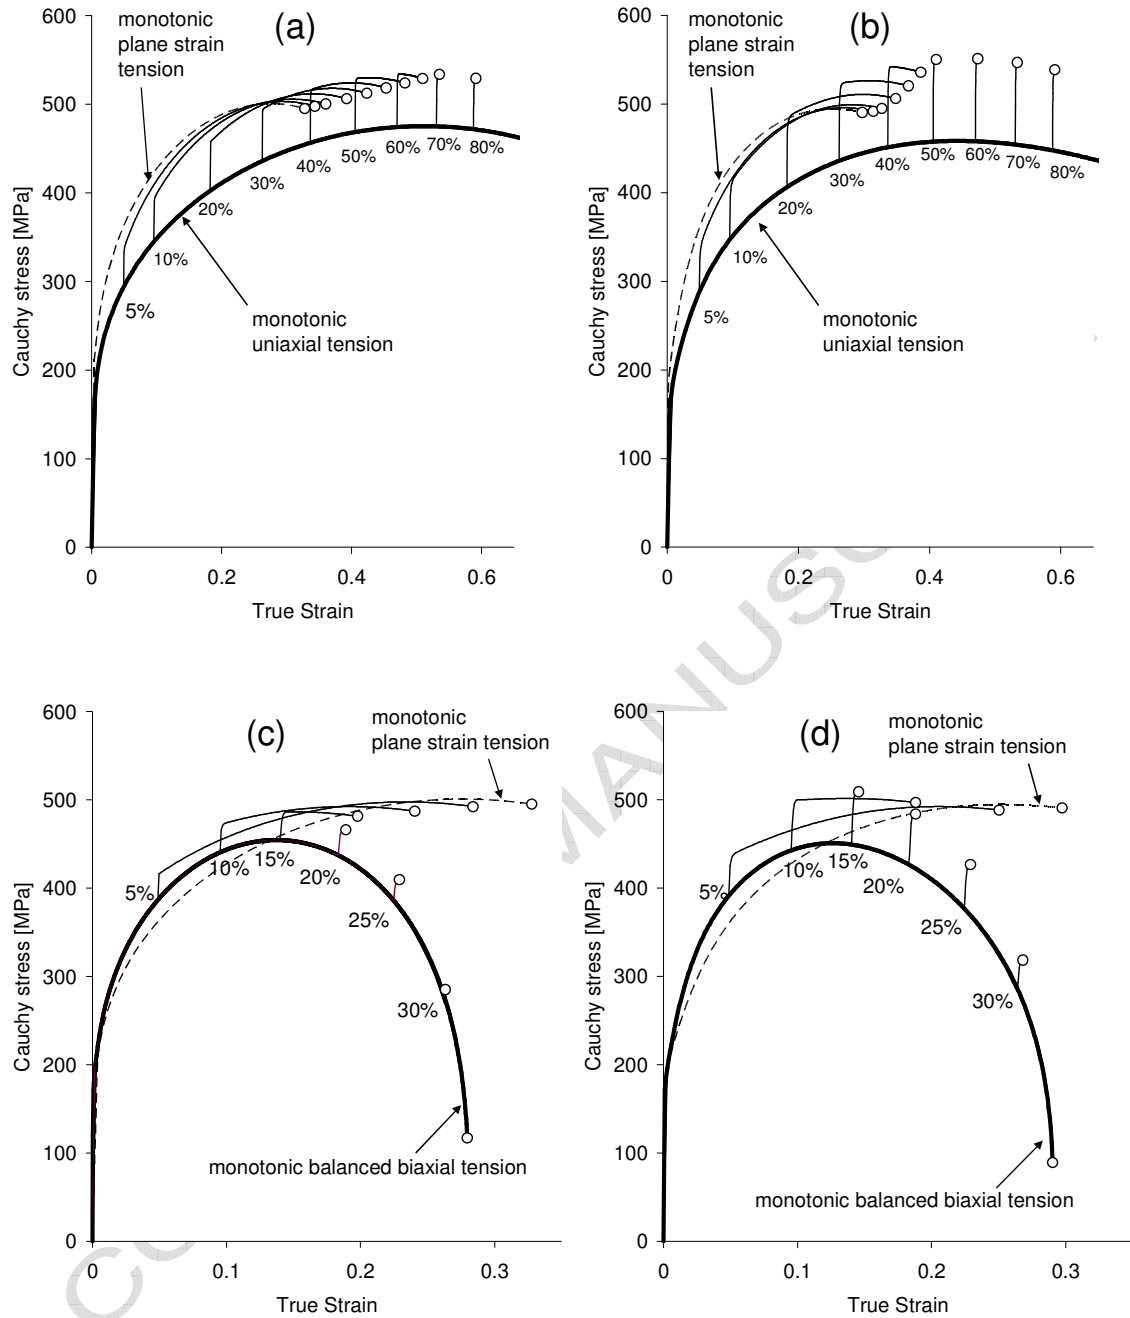 (a)
600
500
400
300
200
100
0
Cauchy stress [MPa]
monotonic
plane strain
tension
5%
10%
20%
30%
40%
50%
60%
70%
80%
monotonic
uniaxial tension
0
0.2
0.4
0.6
True Strain
(b)
600
500
400
300
200
100
0
Cauchy stress [MPa]
monotonic
plane strain
tension
5%
10%
20%
30%
40%
50%
60%
70%
80%
monotonic
uniaxial tension
0
0.2
0.4
0.6
True Strain
(c)
600
500
400
300
200
100
0
Cauchy stress [MPa]
monotonic
plane strain tension
5%
10%
15%
20%
25%
30%
monotonic balanced biaxial tension
0
0.1
0.2
0.3
True Strain
(d)
600
500
400
300
200
100
0
Cauchy stress [MPa]
monotonic
plane strain tension
5%
10%
15%
20%
25%
30%
monotonic balanced biaxial tension
0
0.1
0.2
0.3
True Strain